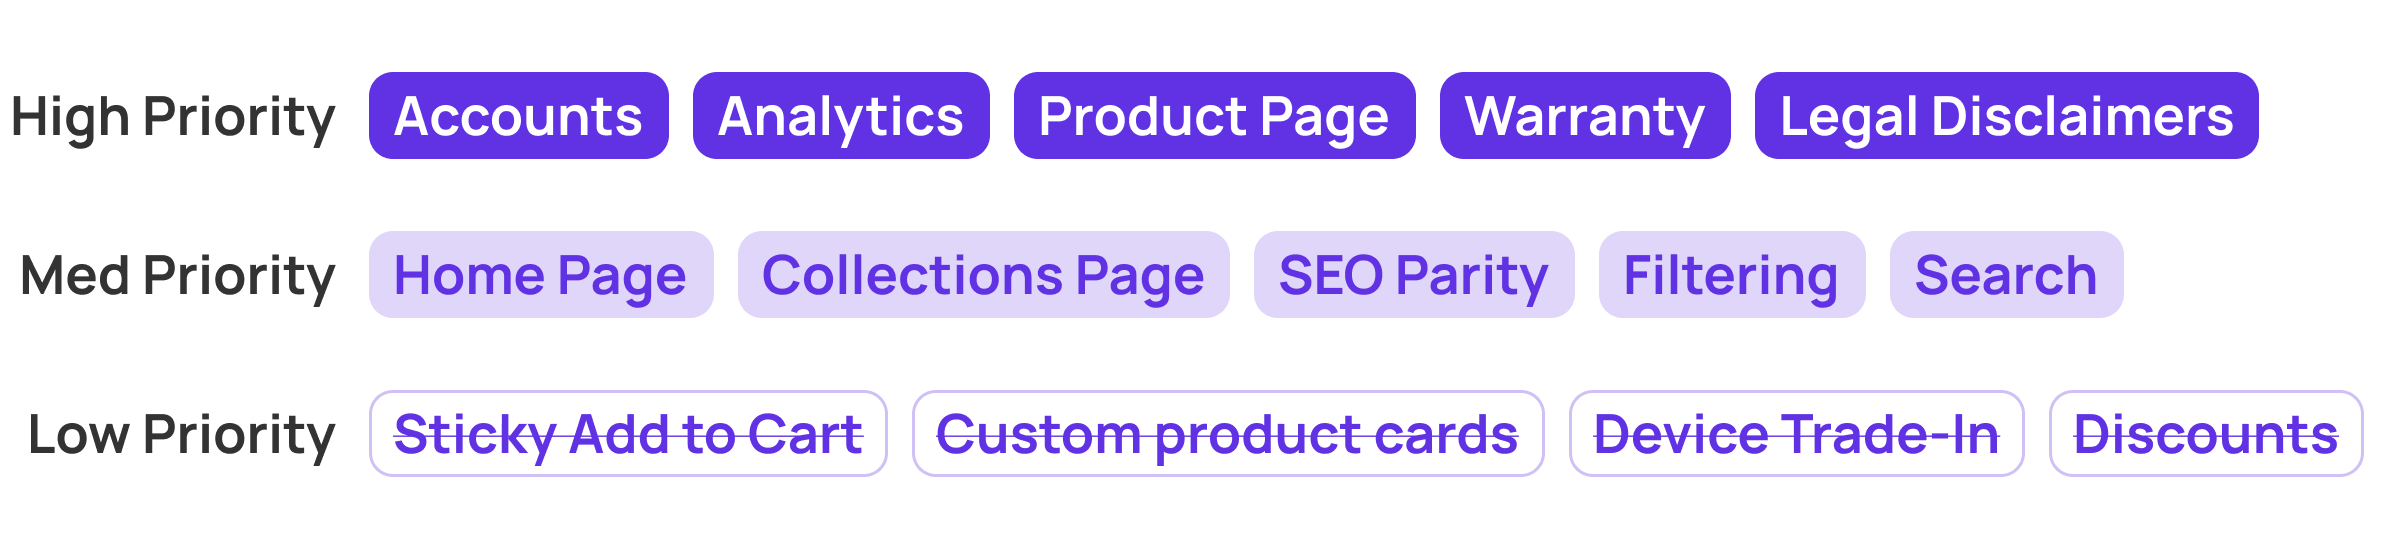 High Priority Accounts Analytics Product Page Warranty Legal Disclaimers
Med Priority Home Page Collections Page SEO Parity Filtering Search
Low Priority Sticky Add to Cart Custom product cards Device Trade-In Discounts